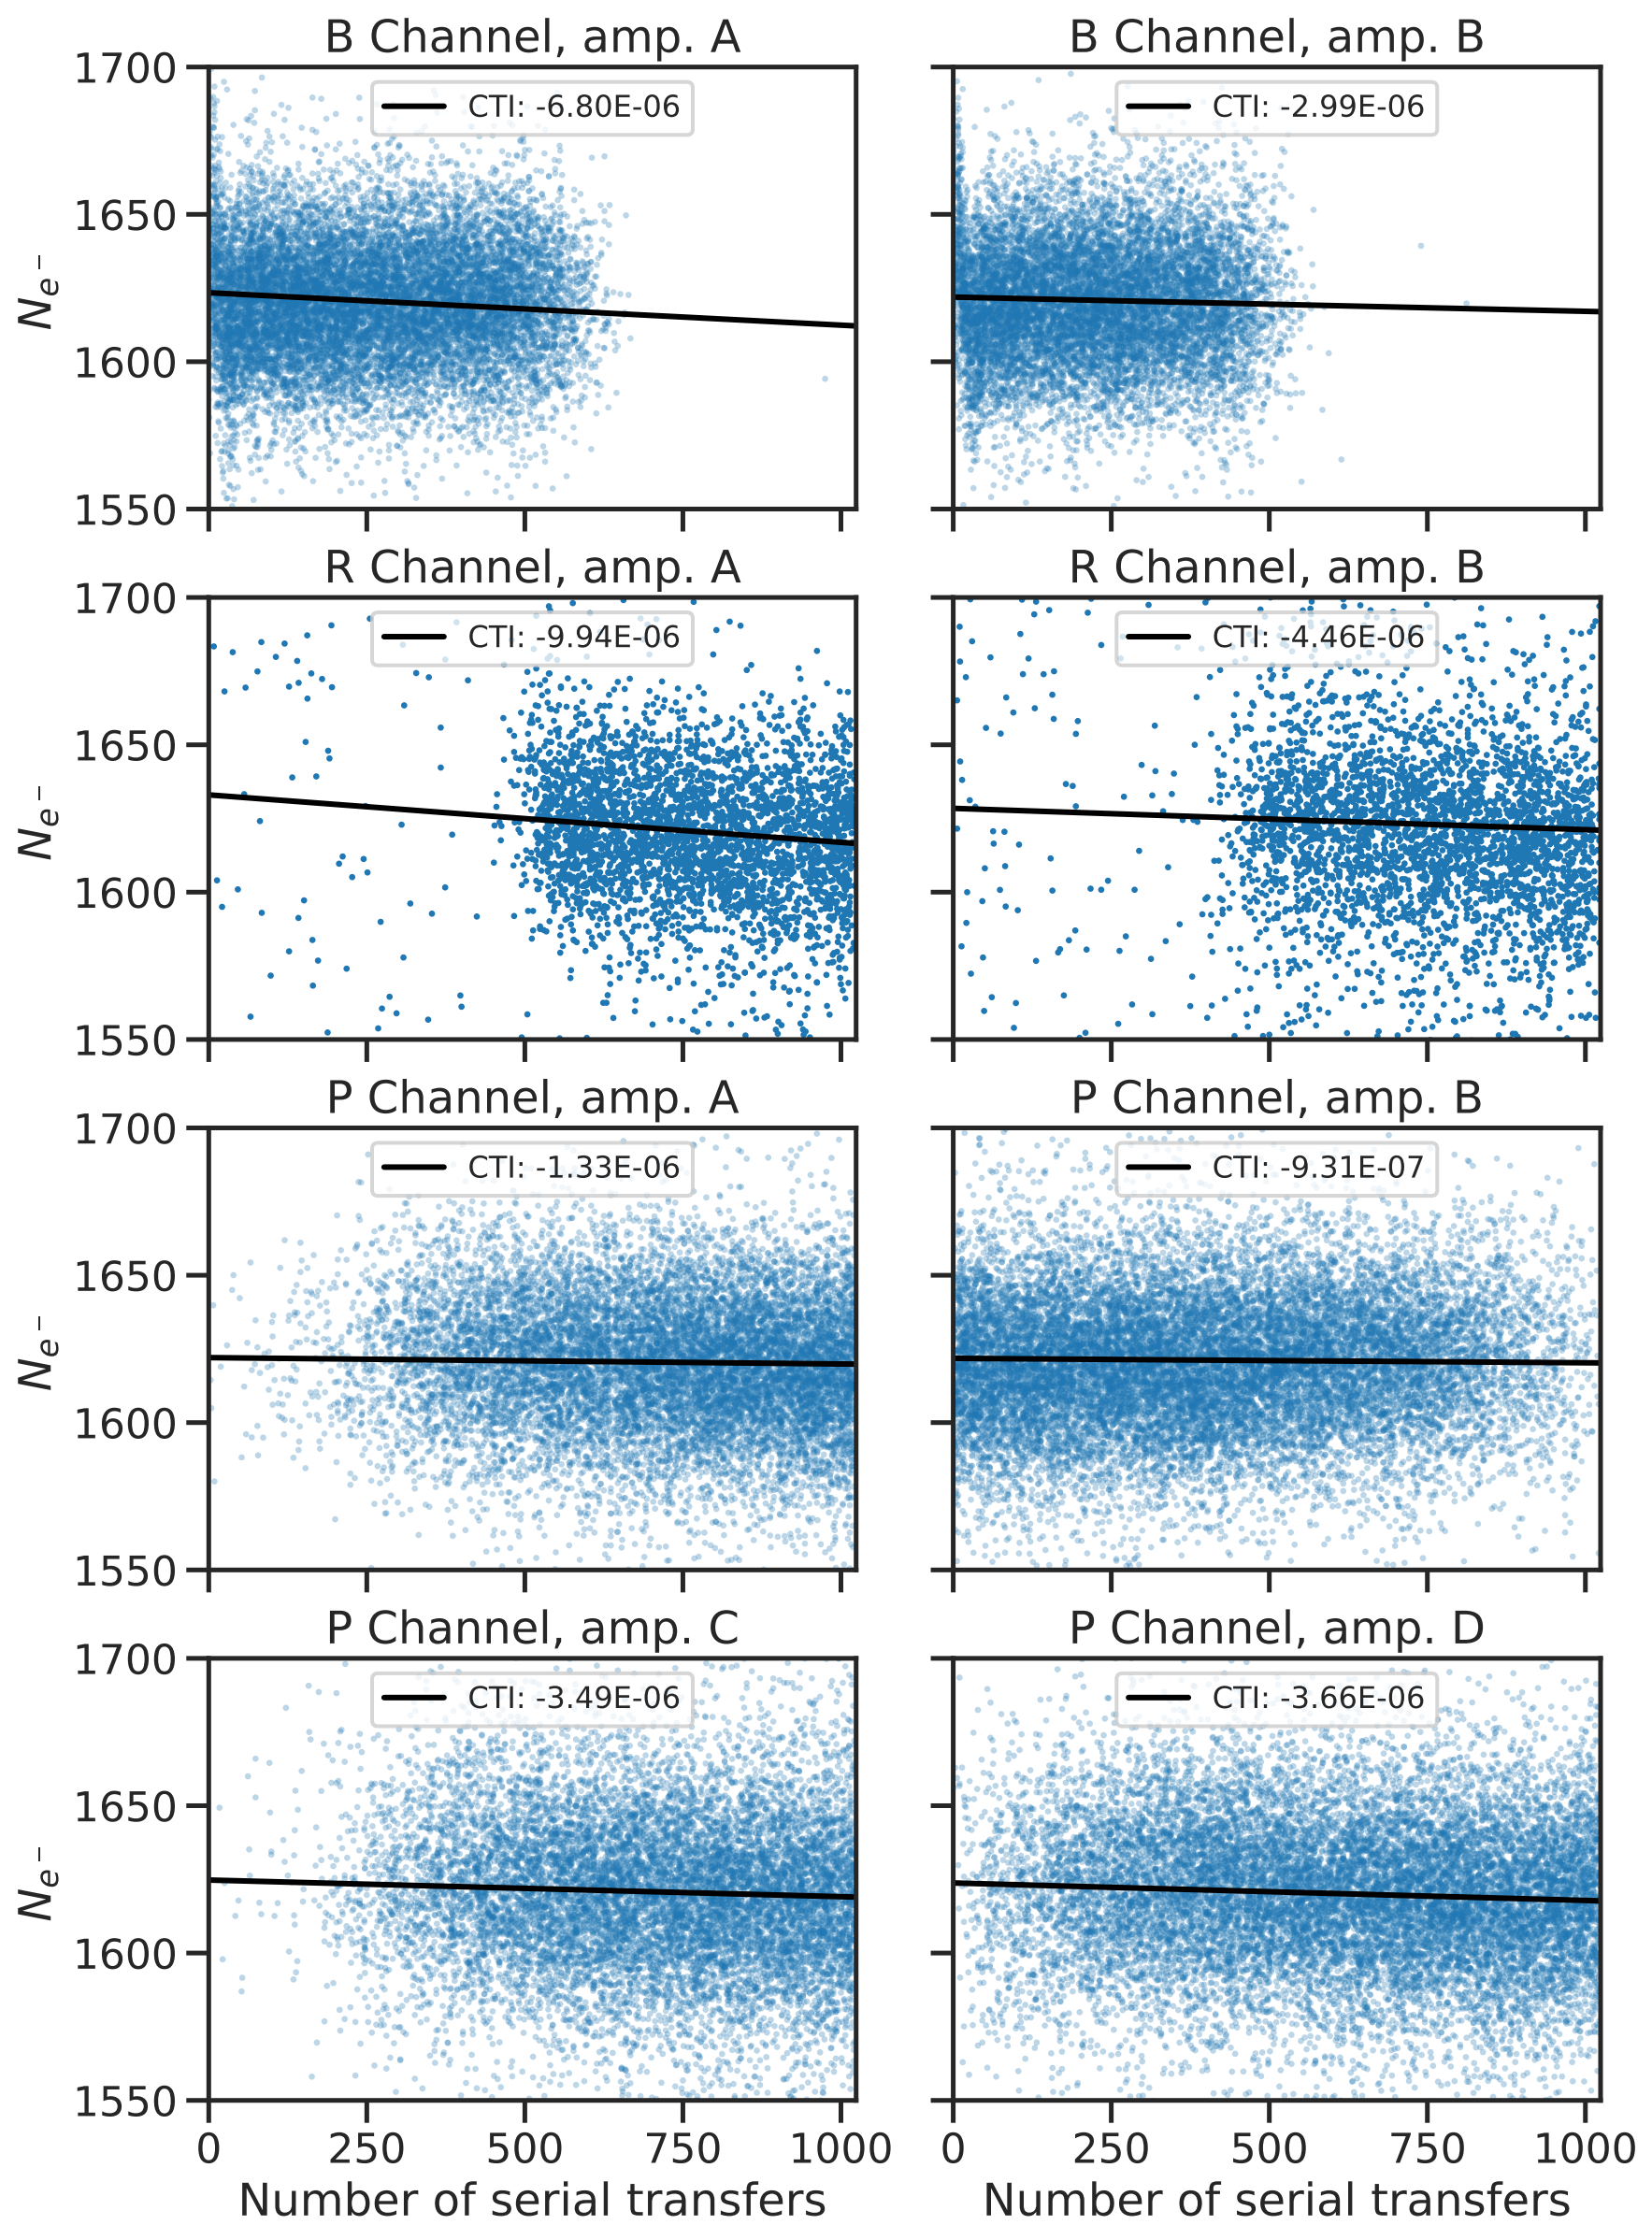 B Channel, amp. A
B Channel, amp. B
1700
1650
1600
1550
N_e⁻
CTI: -6.80E-06
CTI: -2.99E-06
R Channel, amp. A
R Channel, amp. B
1700
1650
1600
1550
N_e⁻
CTI: -9.94E-06
CTI: -4.46E-06
P Channel, amp. A
P Channel, amp. B
1700
1650
1600
1550
N_e⁻
CTI: -1.33E-06
CTI: -9.31E-07
P Channel, amp. C
P Channel, amp. D
1700
1650
1600
1550
N_e⁻
CTI: -3.49E-06
CTI: -3.66E-06
0 250 500 750 1000
0 250 500 750 1000
Number of serial transfers
Number of serial transfers